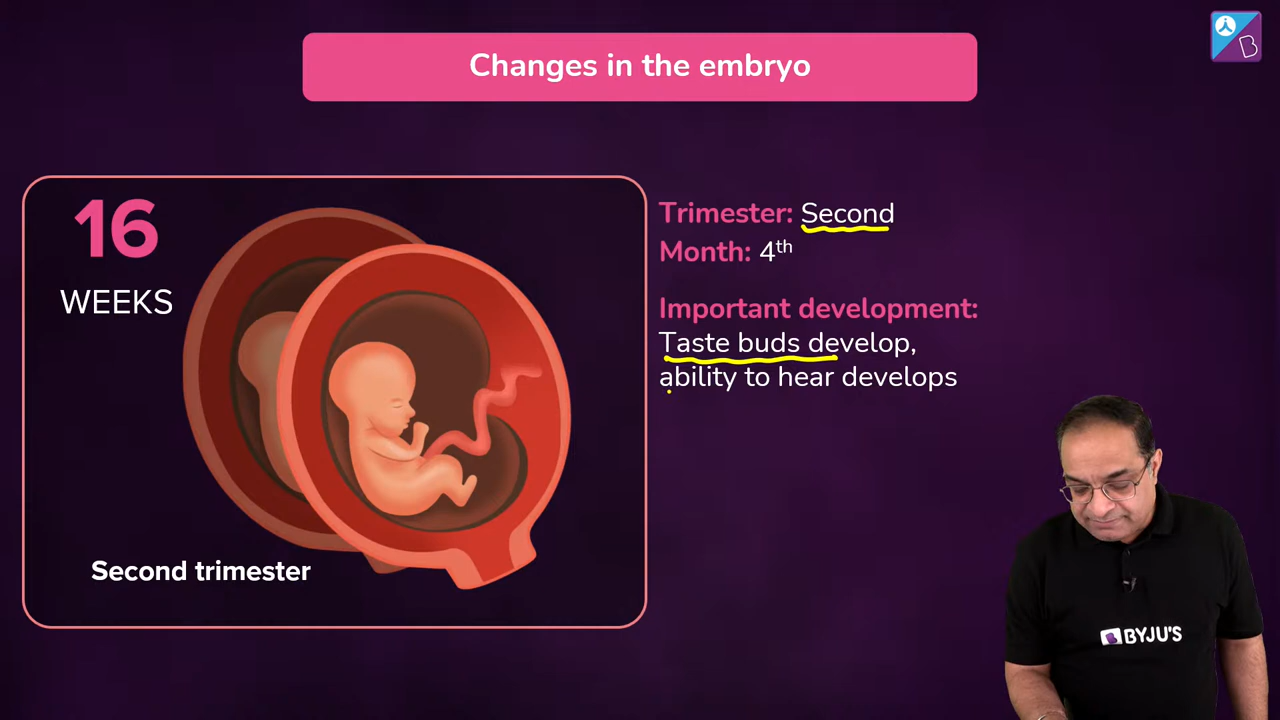 Changes in the embryo
16
WEEKS
Second trimester
Trimester: Second
Month: 4th
Important development:
Taste buds develop,
ability to hear develops
B
B BYJU'S